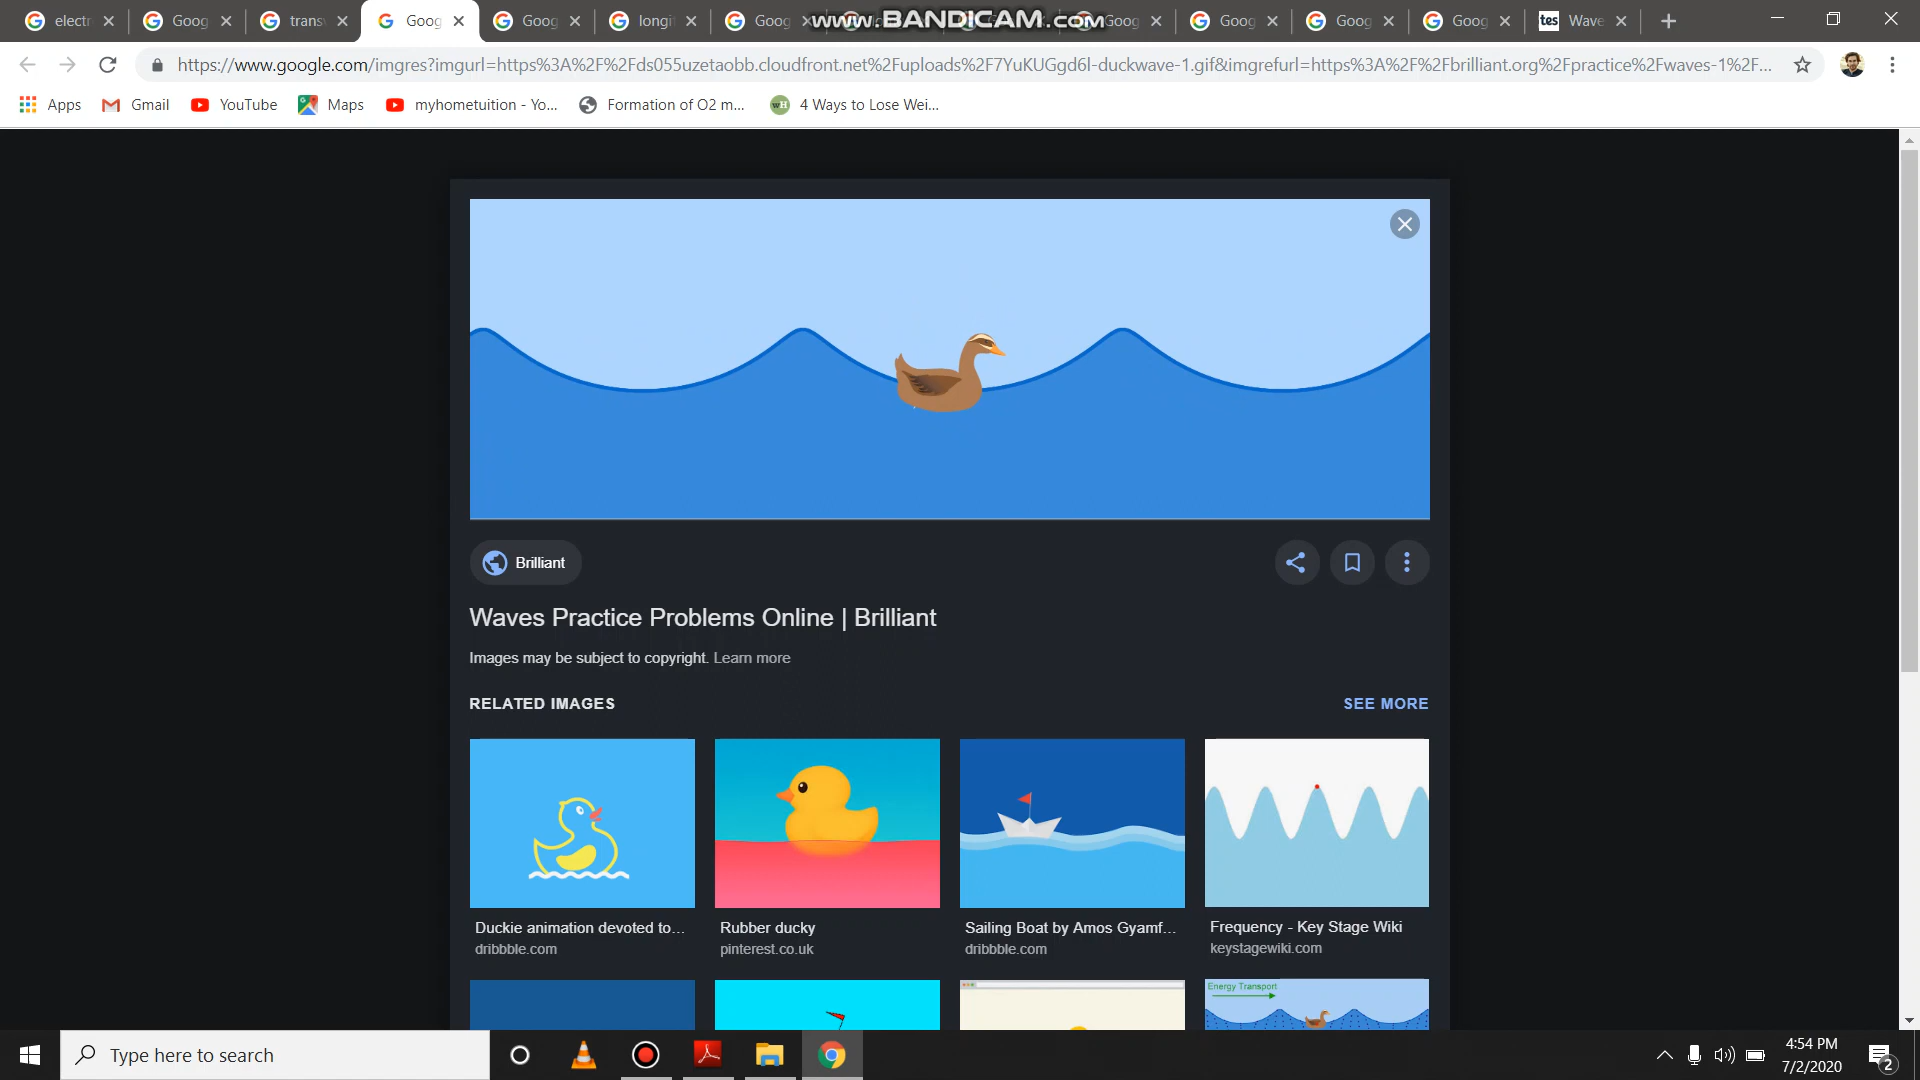 electr
Goog
trans
Goog
Goog
longit
Goog
www.BANDICAM.com
Goog
Goog
Goog
Goog
tes Wave
https://www.google.com/imgres?imgurl=https%3A%2F%2Fds055uzetaobb.cloudfront.net%2Fuploads%2F7YuKUGgd6l-duckwave-1.gif&imgrefurl=https%3A%2F%2Fbrilliant.org%2Fpractice%2Fwaves-1%2F...
Apps Gmail YouTube Maps myhometuition - Yo... Formation of O2 m... wH 4 Ways to Lose Wei...
Brilliant
Waves Practice Problems Online | Brilliant
Images may be subject to copyright. Learn more
RELATED IMAGES SEE MORE
Duckie animation devoted to...
dribbble.com
Rubber ducky
pinterest.co.uk
Sailing Boat by Amos Gyamf...
dribbble.com
Frequency - Key Stage Wiki
keystagewiki.com
Energy Transport
Type here to search
4:54 PM
7/2/2020
2